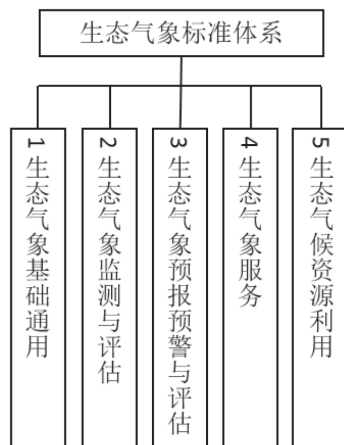 生态气象标准体系
1 生态气象基础通用
2 生态气象监测与评估
3 生态气象预报预警与评估
4 生态气象服务
5 生态气候资源利用